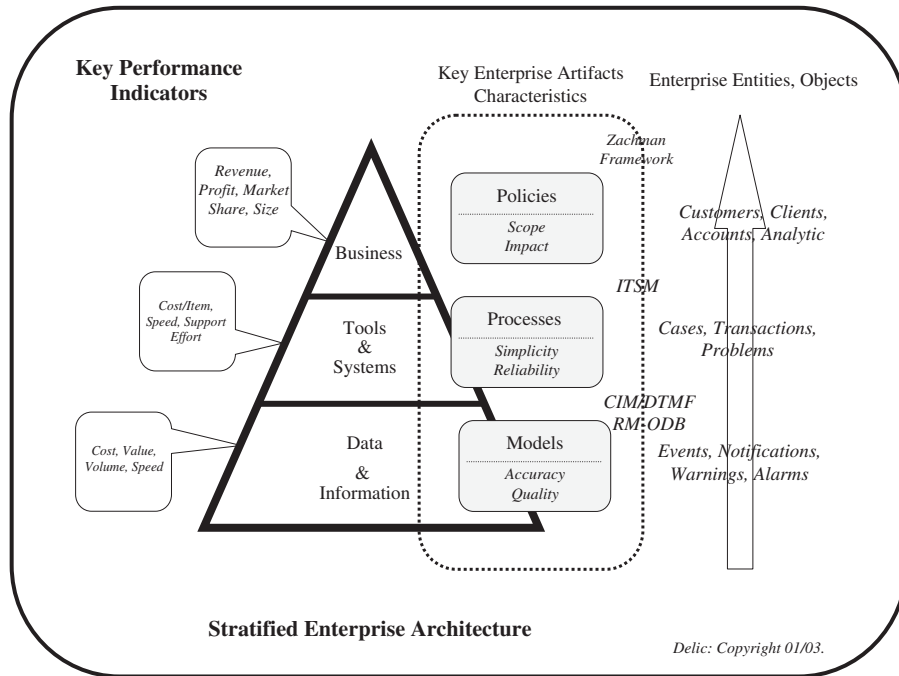 Key Performance
Indicators
Key Enterprise Artifacts
Characteristics
Enterprise Entities, Objects
Zachman
Framework
Revenue,
Profit, Market
Share, Size
Business
Policies
Scope
Impact
Customers, Clients,
Accounts, Analytic
ITSM
Cost/Item,
Speed, Support
Effort
Tools
&
Systems
Processes
Simplicity
Reliability
Cases, Transactions,
Problems
CIM/DTMF
RM-ODB
Cost, Value,
Volume, Speed
Data
&
Information
Models
Accuracy
Quality
Events, Notifications,
Warnings, Alarms
Stratified Enterprise Architecture
Delic: Copyright 01/03.